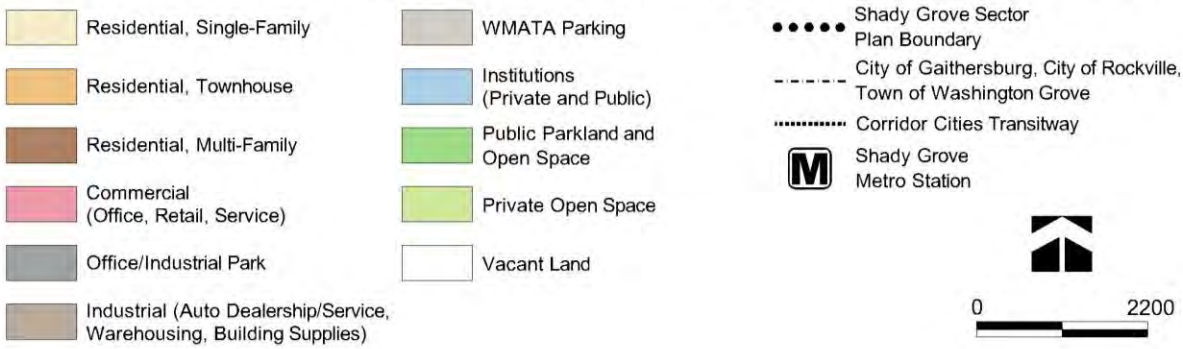 Residential, Single-Family
Residential, Townhouse
Residential, Multi-Family
Commercial
(Office, Retail, Service)
Office/Industrial Park
Industrial (Auto Dealership/Service,
Warehousing, Building Supplies)
WMATA Parking
Institutions
(Private and Public)
Public Parkland and
Open Space
Private Open Space
Vacant Land
Shady Grove Sector
Plan Boundary
City of Gaithersburg, City of Rockville,
Town of Washington Grove
Corridor Cities Transitway
M
Shady Grove
Metro Station
0 2200